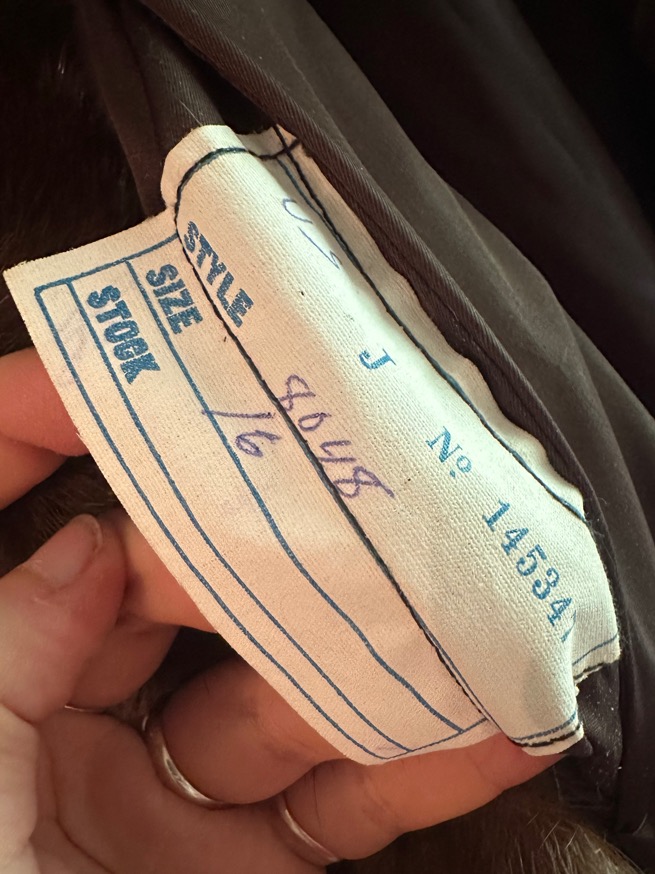 J
Nº 14534
STYLE 8048
SIZE 16
STOCK